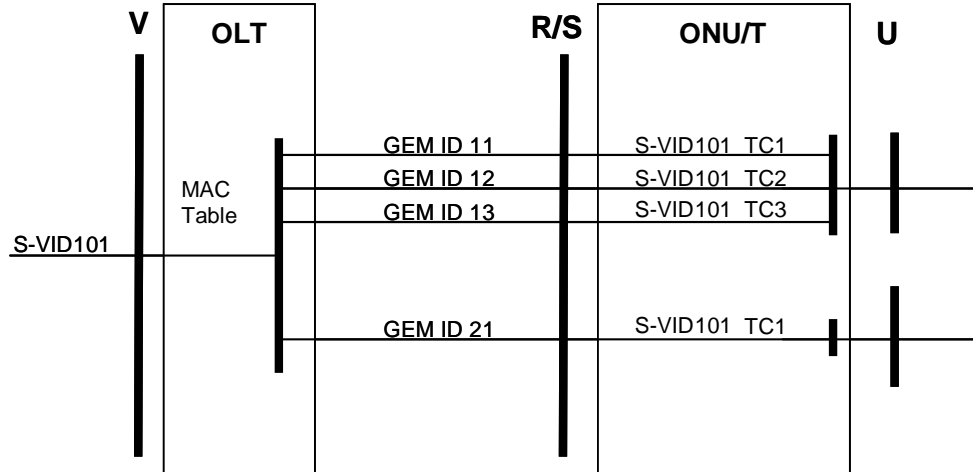 V
OLT
R/S
ONU/T
U
GEM ID 11
S-VID101 TC1
GEM ID 12
S-VID101 TC2
MAC
Table
GEM ID 13
S-VID101 TC3
S-VID101
GEM ID 21
S-VID101 TC1